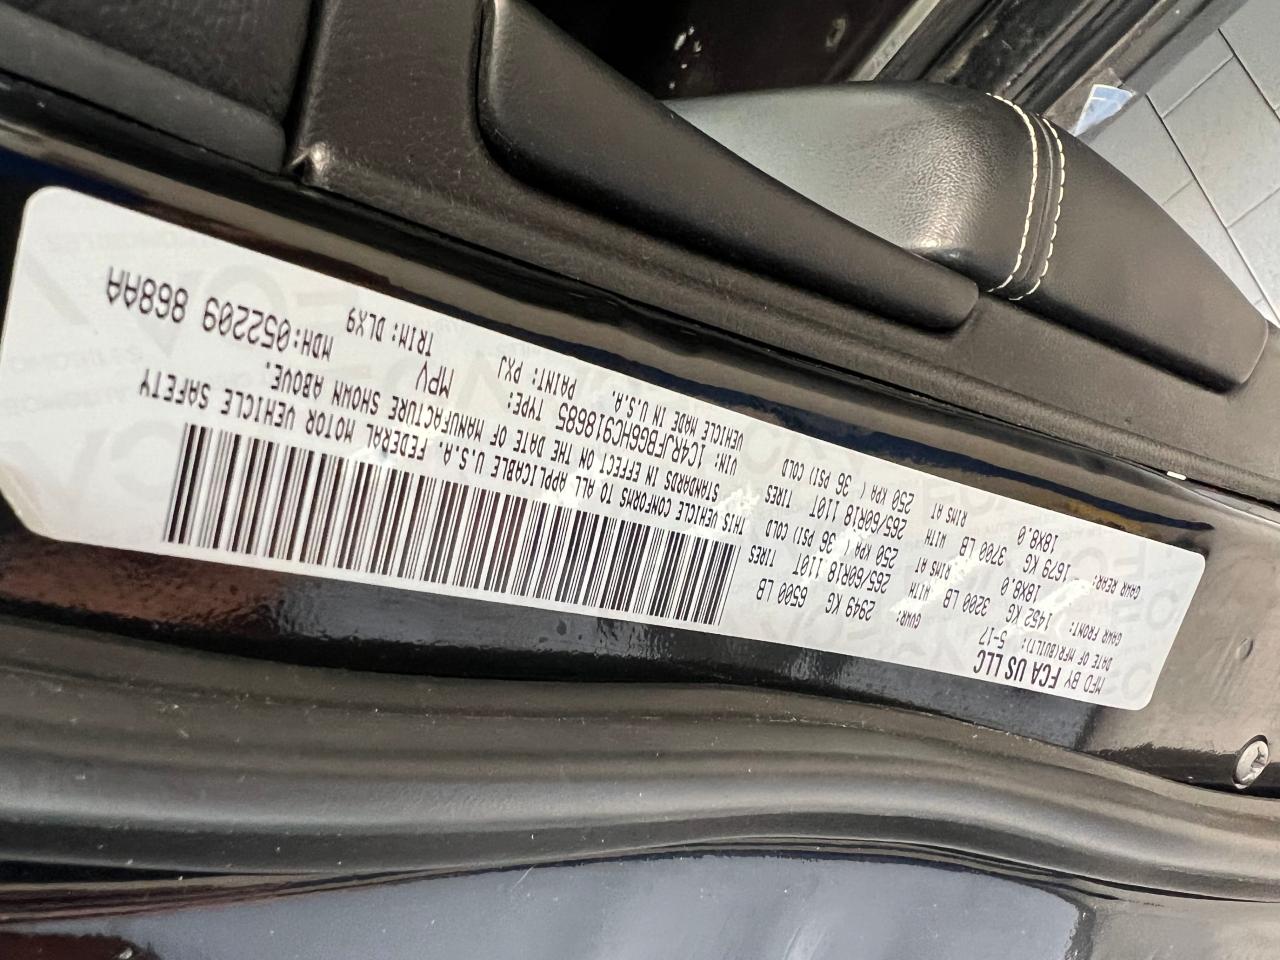 MFD BY FCA US LLC
DATE OF MFR(BUILT): 5-17 GVWR: 2949 KG 6500 LB
GAWR FRONT: 1452 KG 3200 LB WITH 265/60R18 110T TIRES
18X8.0 RIMS AT 250 KPA ( 36 PSI) COLD
GAWR REAR: 1679 KG 3700 LB WITH 265/60R18 110T TIRES
18X8.0 RIMS AT 250 KPA ( 36 PSI) COLD
THIS VEHICLE CONFORMS TO ALL APPLICABLE U.S.A. FEDERAL MOTOR VEHICLE SAFETY
STANDARDS IN EFFECT ON THE DATE OF MANUFACTURE SHOWN ABOVE.
VIN: 1C4RJFBG6HC918685 TYPE: MPV MDH:052209 868AA
VEHICLE MADE IN U.S.A. PAINT: PXJ TRIM: DLX9